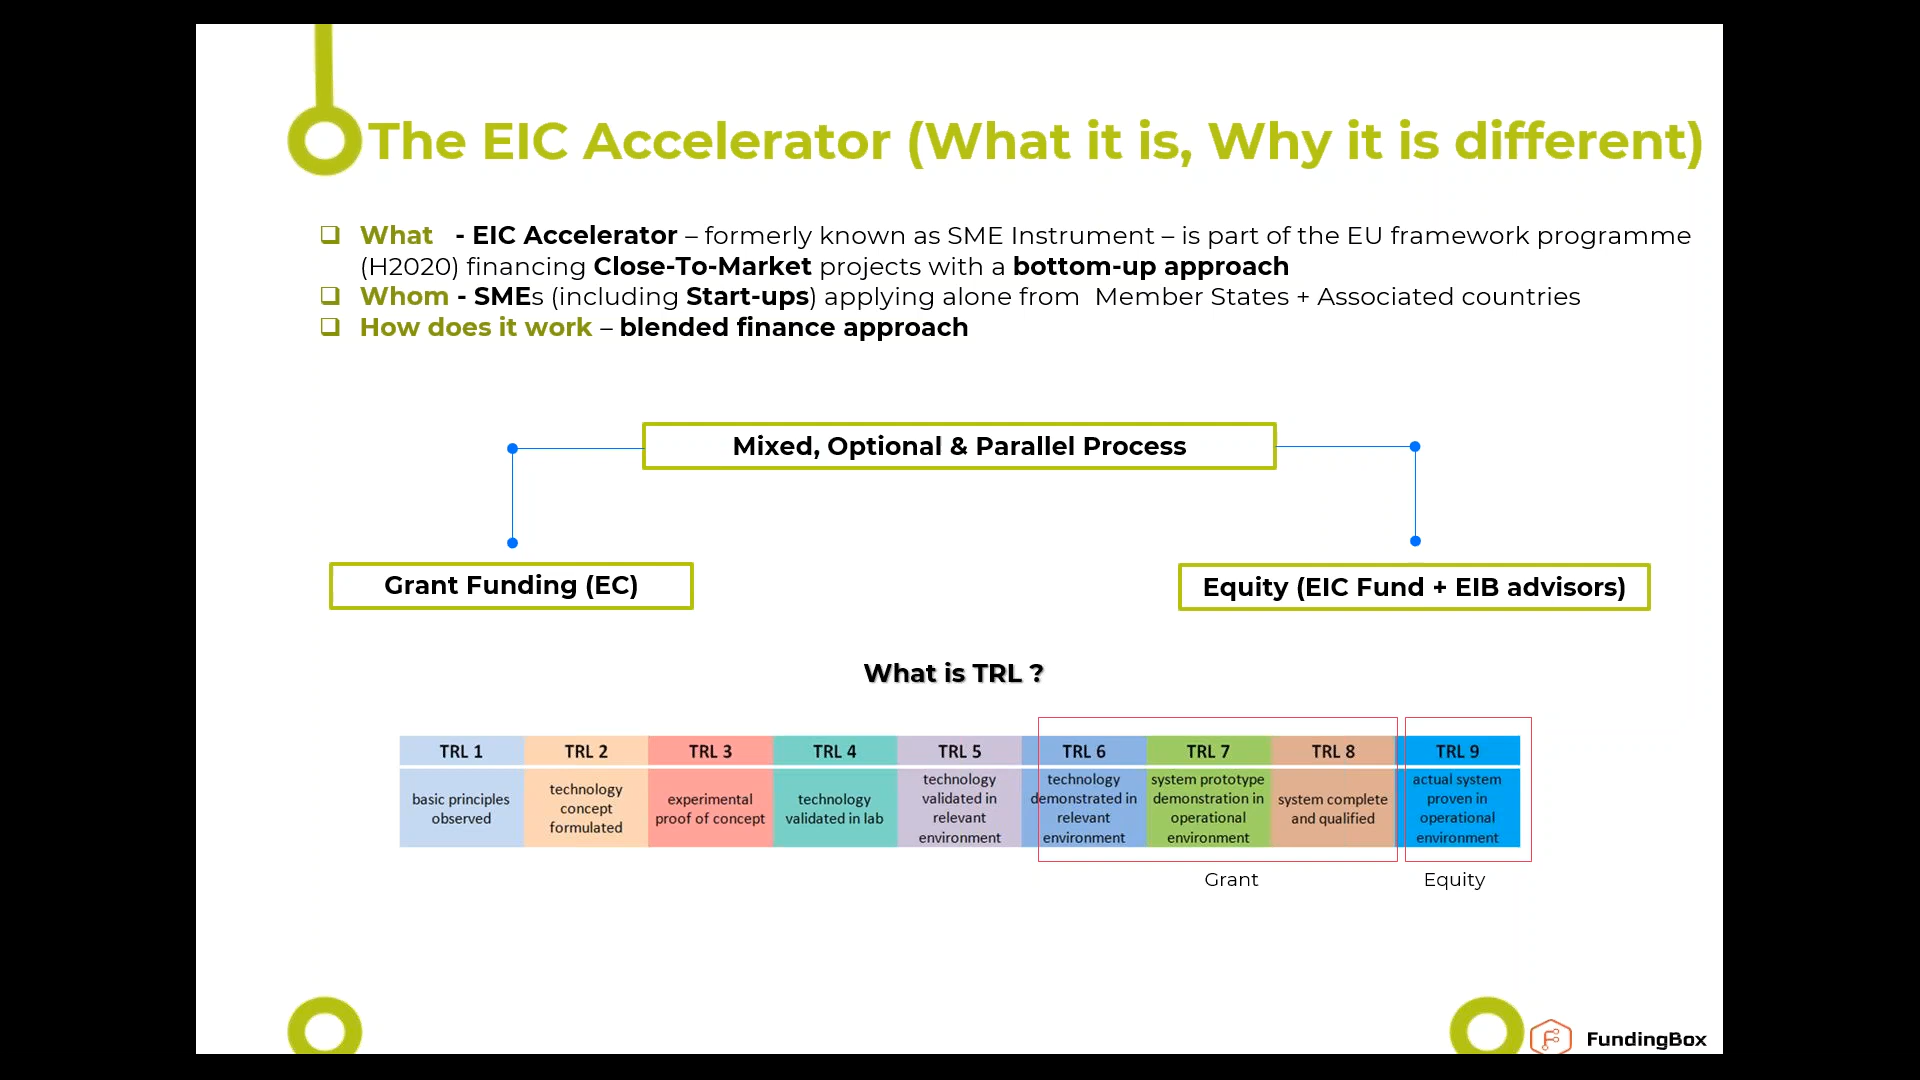 The EIC Accelerator (What it is, Why it is different)
What - EIC Accelerator – formerly known as SME Instrument – is part of the EU framework programme
(H2020) financing Close-To-Market projects with a bottom-up approach
Whom - SMEs (including Start-ups) applying alone from Member States + Associated countries
How does it work – blended finance approach
Mixed, Optional & Parallel Process
Grant Funding (EC)
Equity (EIC Fund + EIB advisors)
What is TRL ?
TRL 1
basic principles
observed
TRL 2
technology
concept
formulated
TRL 3
experimental
proof of concept
TRL 4
technology
validated in lab
TRL 5
technology
validated in
relevant
environment
TRL 6
technology
demonstrated in
relevant
environment
TRL 7
system prototype
demonstration in
operational
environment
TRL 8
system complete
and qualified
TRL 9
actual system
proven in
operational
environment
Grant
Equity
FundingBox